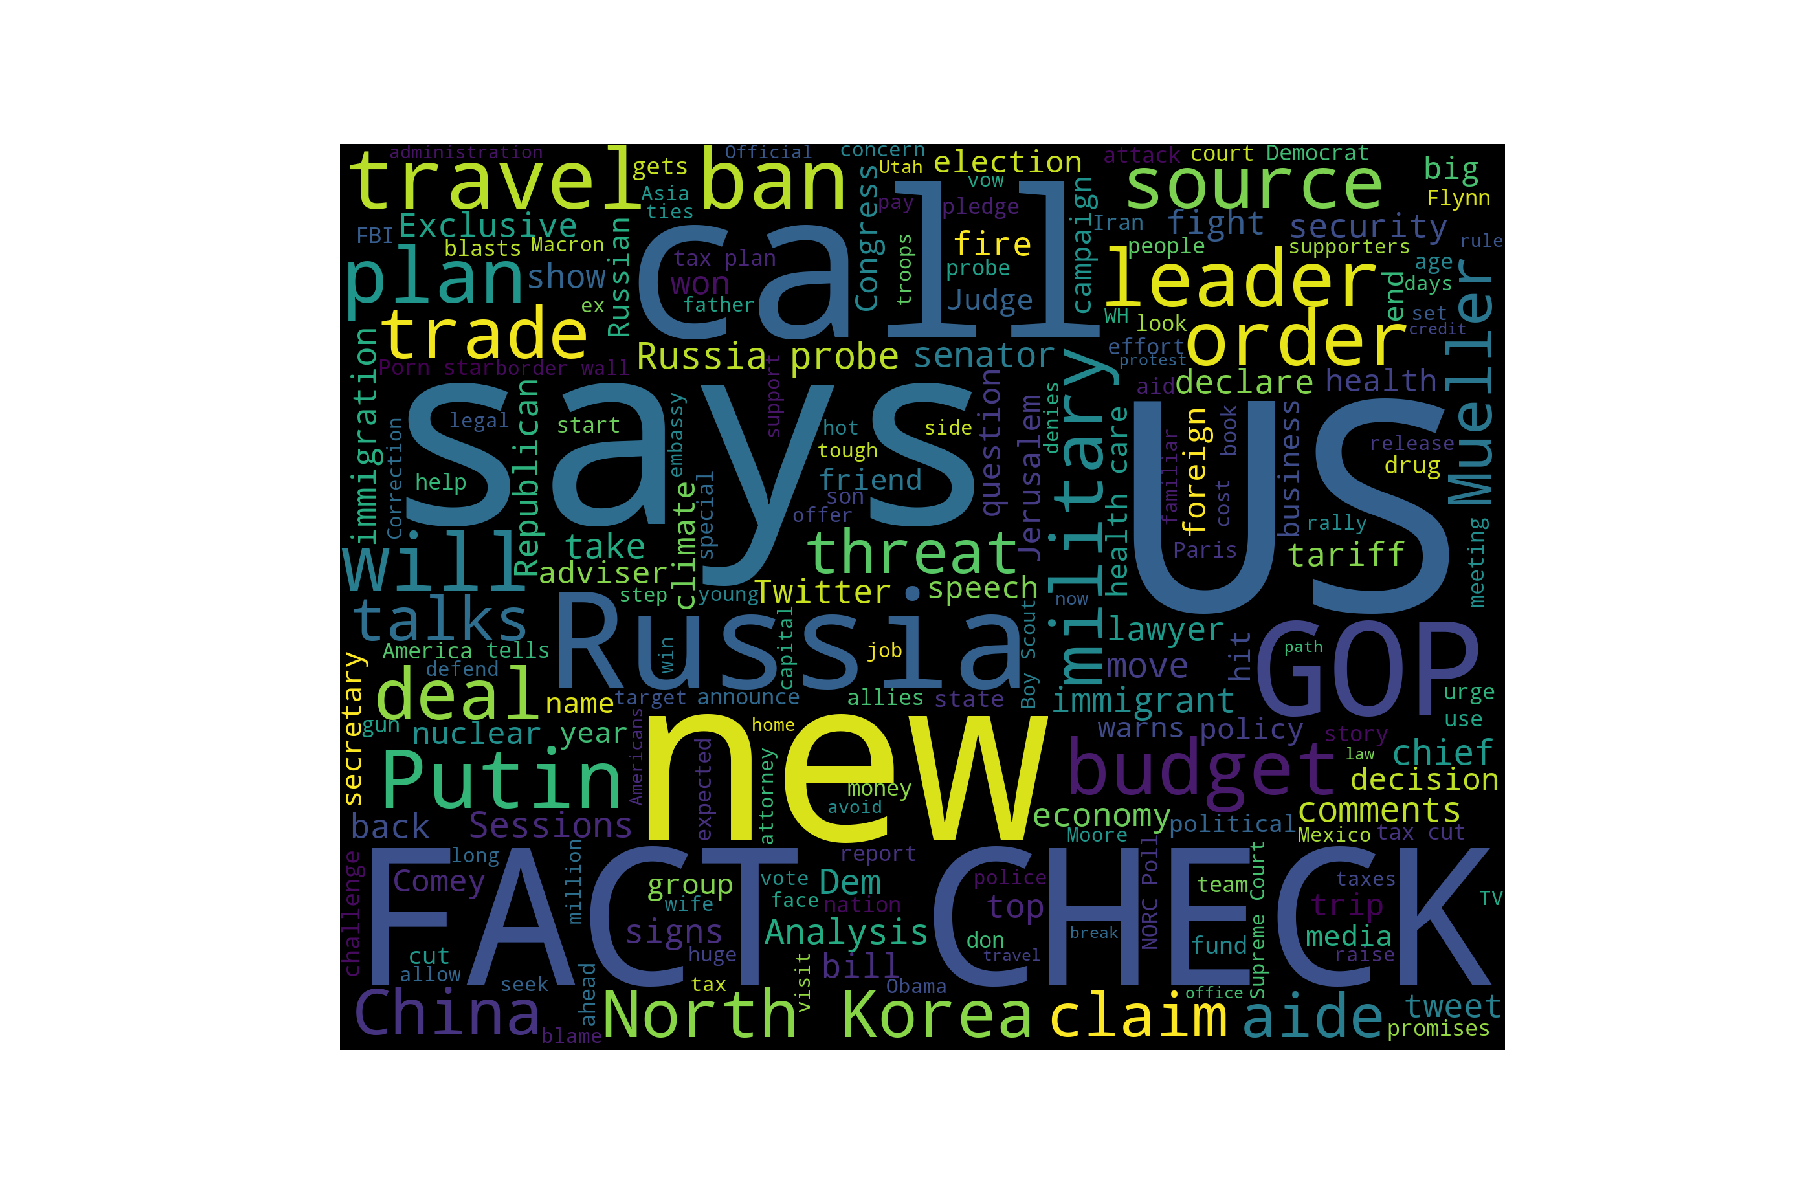 administration
travel ban
gets
Official
concern
Utah
election
attack
court
Democrat
big
Asia
ties
vow
pay
pledge
source
Flynn
FBI
Exclusive
blasts
Macron
call
Congress
fire
campaign
Iran
fight
security
people
supporters
rule
plan
show
Russian
tax plan
won
troops
probe
leader
end
age
days
Mueller
ex
father
Judge
WH
look
order
set
credit
trade
Russia probe
senator
effort
protest
Porn star
border wall
support
military
aid
declare
health
immigration
Republican
says
legal
start
embassy
hot
side
tough
question
denies
US
foreign
book
business
release
drug
Correction
help
climate
special
friend
son
offer
Jerusalem
health care
familiar
cost
rally
Paris
tariff
meeting
will
take
adviser
threat
step
young
Twitter
speech
now
talks
Russia
capital
job
Boy Scout
lawyer
move
hit
GOP
path
America
tells
defend
win
deal
name
target
announce
allies
state
immigrant
urge
use
secretary
gun
nuclear
year
Americans
new
home
warns
policy
story
law
chief
Putin
expected
attorney
money
avoid
budget
decision
comments
economy
back
Sessions
Moore
political
Mexico
tax cut
FACT CHECK
long
million
report
challenge
Comey
group
wife
vote
face
Dem
nation
police
top
NORC Poll
team
Supreme Court
taxes
trip
TV
signs
Analysis
don
break
travel
fund
media
raise
cut
allow
seek
huge
tax
visit
bill
Obama
office
China
blame
ahead
North Korea
claim
aide
tweet
promises